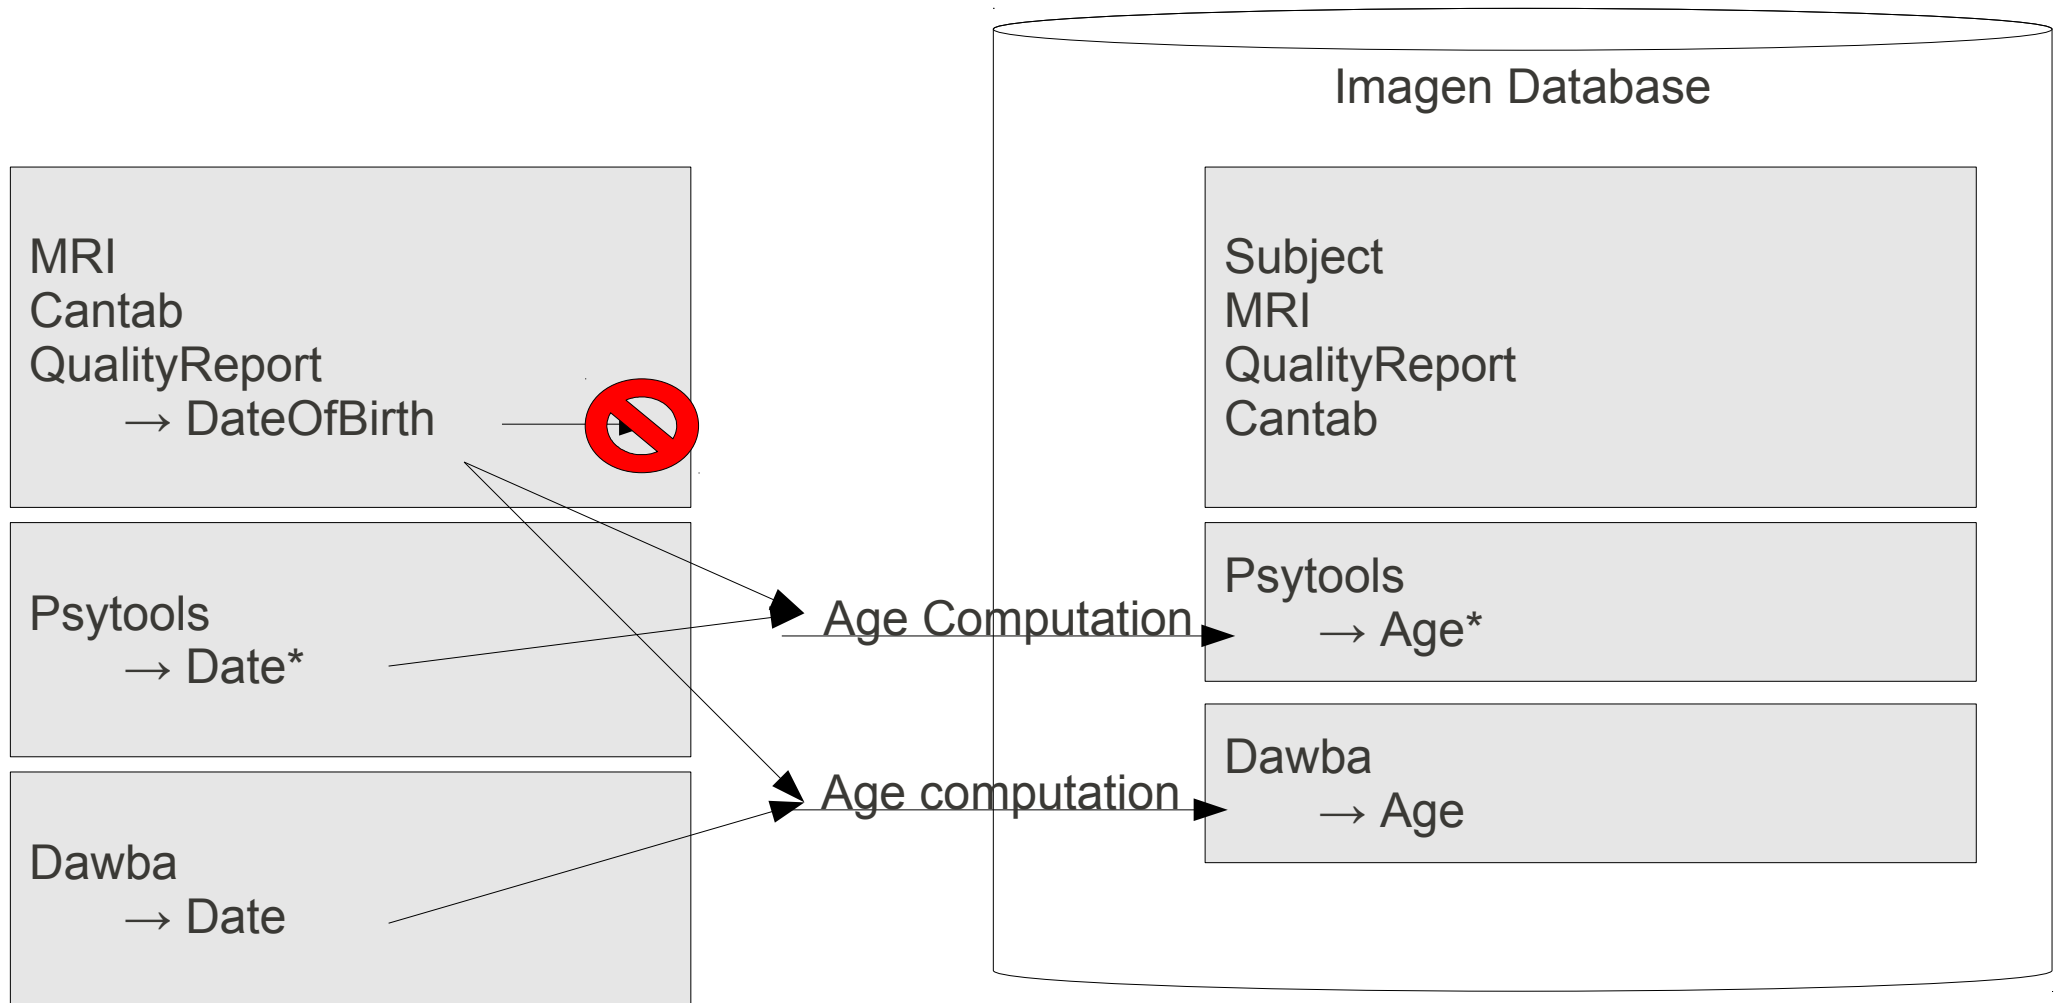 Imagen Database
MRI
Cantab
QualityReport
→ DateOfBirth
Psytools
→ Date*
Dawba
→ Date
Age Computation
Age computation
Subject
MRI
QualityReport
Cantab
Psytools
→ Age*
Dawba
→ Age